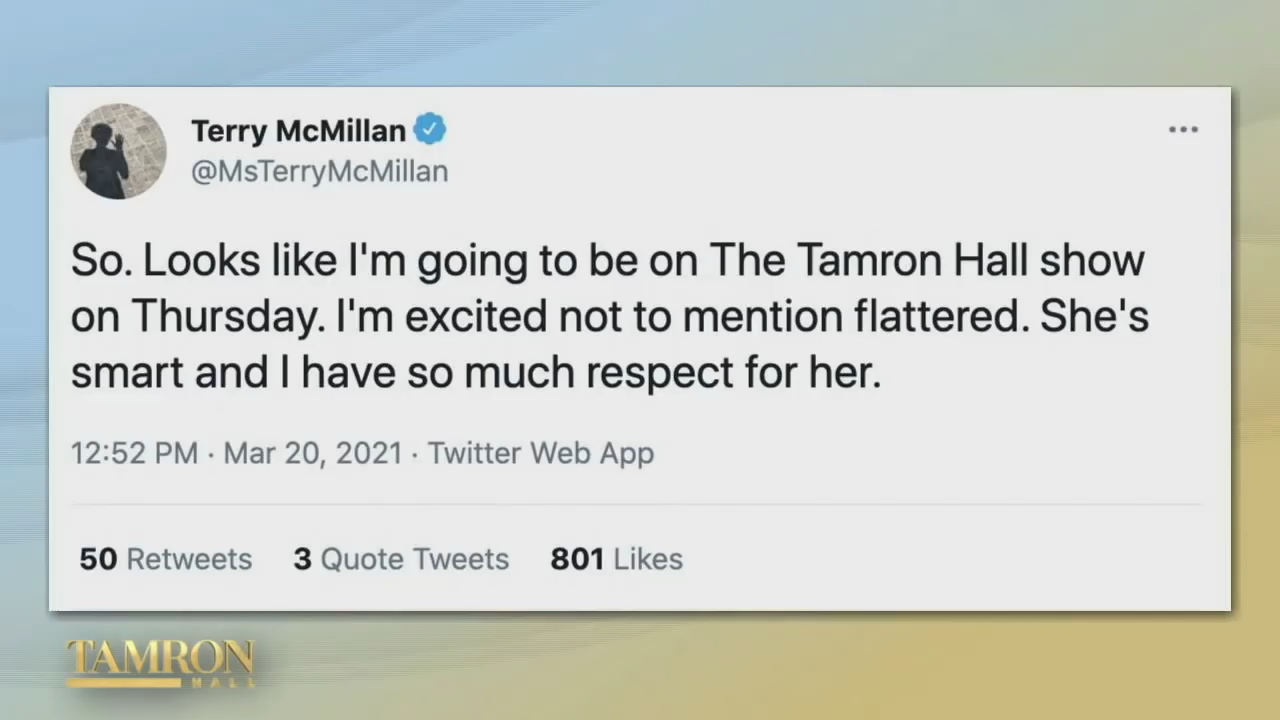 Terry McMillan
@MsTerryMcMillan
So. Looks like I'm going to be on The Tamron Hall show
on Thursday. I'm excited not to mention flattered. She's
smart and I have so much respect for her.
12:52 PM · Mar 20, 2021 · Twitter Web App
50 Retweets 3 Quote Tweets 801 Likes
TAMRON
HALL